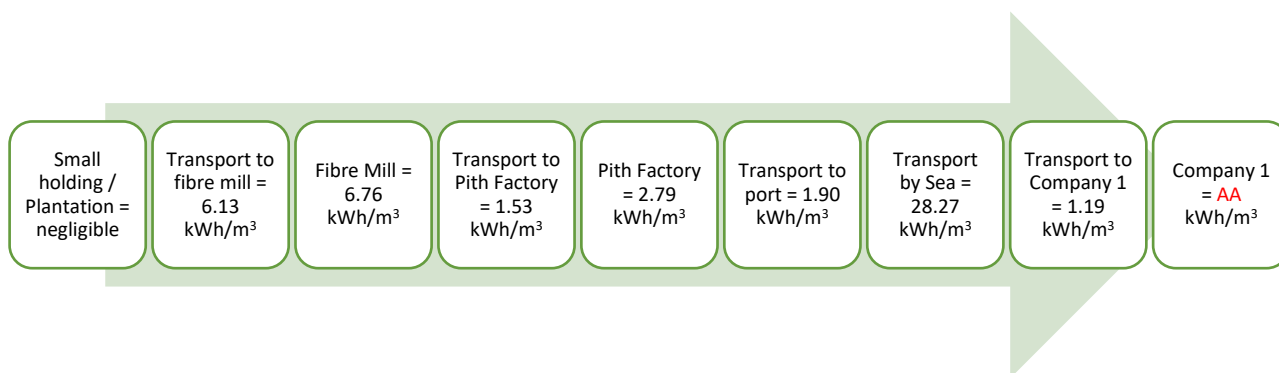 Small
holding /
Plantation =
negligible
Transport to
fibre mill =
6.13
kWh/m³
Fibre Mill =
6.76
kWh/m³
Transport to
Pith Factory
= 1.53
kWh/m³
Pith Factory
= 2.79
kWh/m³
Transport to
port = 1.90
kWh/m³
Transport
by Sea =
28.27
kWh/m³
Transport to
Company 1
= 1.19
kWh/m³
Company 1
= AA
kWh/m³